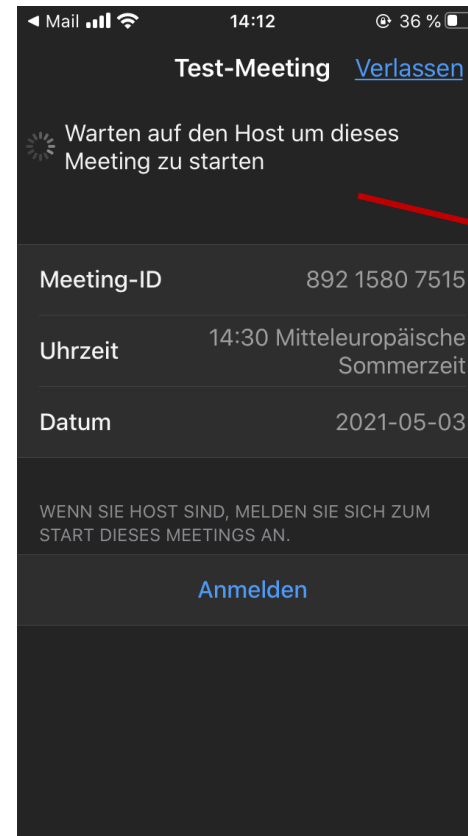 Mail 14:12 36 %
Test-Meeting Verlassen
Warten auf den Host um dieses
Meeting zu starten
Meeting-ID 892 1580 7515
Uhrzeit 14:30 Mitteleuropäische
Sommerzeit
Datum 2021-05-03
WENN SIE HOST SIND, MELDEN SIE SICH ZUM
START DIESES MEETINGS AN.
Anmelden